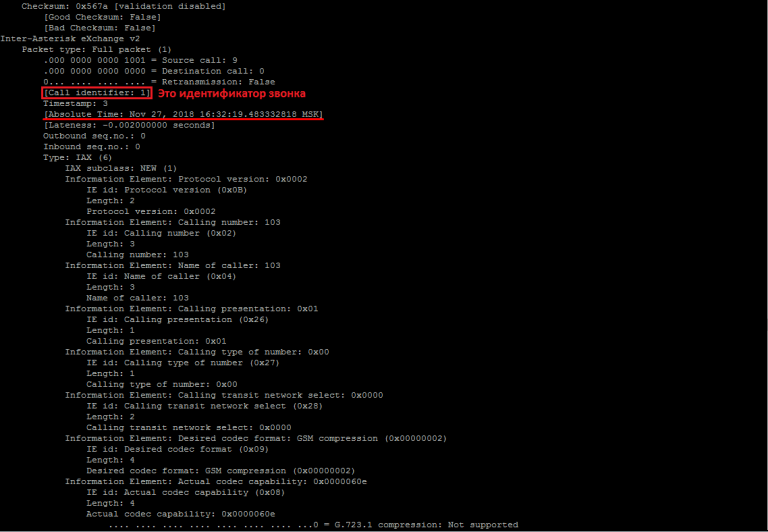 Checksum: 0x567a [validation disabled]
[Good Checksum: False]
[Bad Checksum: False]
Inter-Asterisk eXchange v2
Packet type: Full packet (1)
.000 0000 0000 1001 = Source call: 9
.000 0000 0000 0000 = Destination call: 0
0... .... .... .... = Retransmission: False
[Call identifier: 1] Это идентификатор звонка
Timestamp: 3
[Absolute Time: Nov 27, 2018 16:32:19.483332818 MSK]
[Lateness: -0.002000000 seconds]
Outbound seq.no.: 0
Inbound seq.no.: 0
Type: IAX (6)
IAX subclass: NEW (1)
Information Element: Protocol version: 0x0002
IE id: Protocol version (0x0B)
Length: 2
Protocol version: 0x0002
Information Element: Calling number: 103
IE id: Calling number (0x02)
Length: 3
Calling number: 103
Information Element: Name of caller: 103
IE id: Name of caller (0x04)
Length: 3
Name of caller: 103
Information Element: Calling presentation: 0x01
IE id: Calling presentation (0x26)
Length: 1
Calling presentation: 0x01
Information Element: Calling type of number: 0x00
IE id: Calling type of number (0x27)
Length: 1
Calling type of number: 0x00
Information Element: Calling transit network select: 0x0000
IE id: Calling transit network select (0x28)
Length: 2
Calling transit network select: 0x0000
Information Element: Desired codec format: GSM compression (0x00000002)
IE id: Desired codec format (0x09)
Length: 4
Desired codec format: GSM compression (0x00000002)
Information Element: Actual codec capability: 0x0000060e
IE id: Actual codec capability (0x08)
Length: 4
Actual codec capability: 0x0000060e
.... .... .... .... .... .... .... ...0 = G.723.1 compression: Not supported